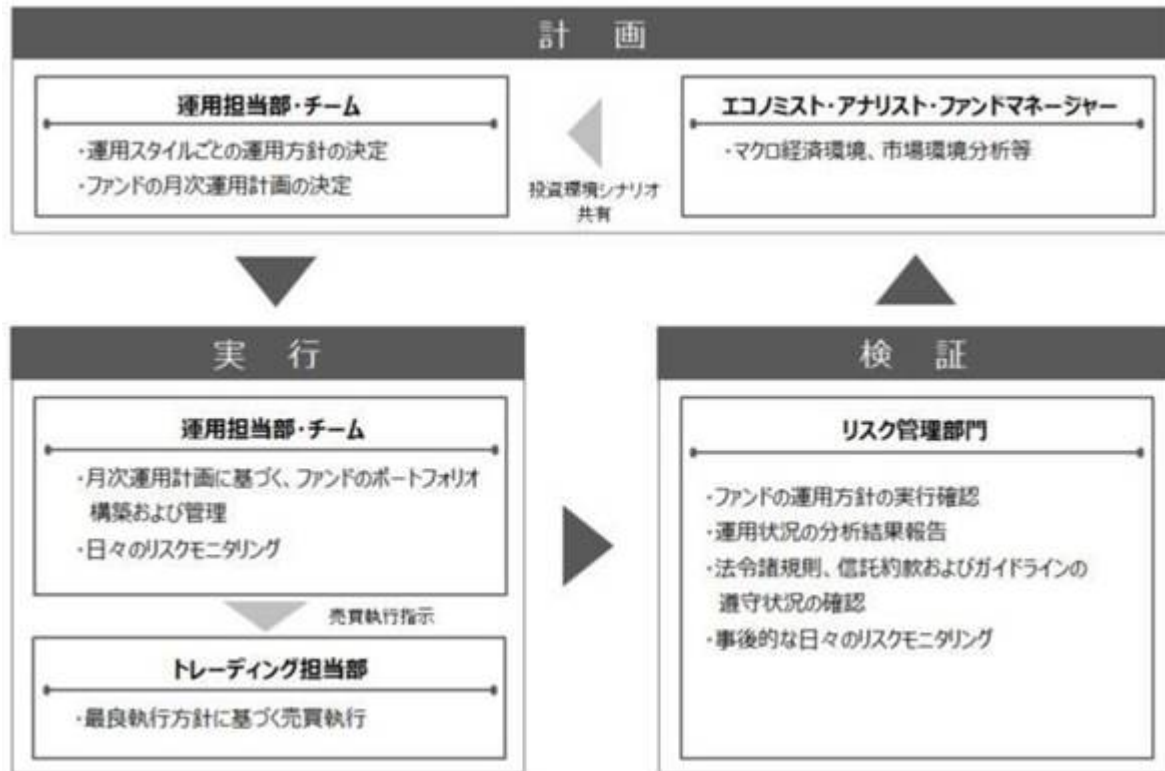 計 画
運用担当部・チーム
・運用スタイルごとの運用方針の決定
・ファンドの月次運用計画の決定
投資環境シナリオ
共有
エコノミスト・アナリスト・ファンドマネージャー
・マクロ経済環境、市場環境分析等
実 行
運用担当部・チーム
・月次運用計画に基づく、ファンドのポートフォリオ
構築および管理
・日々のリスクモニタリング
売買執行指示
トレーディング担当部
・最良執行方針に基づく売買執行
検 証
リスク管理部門
・ファンドの運用方針の実行確認
・運用状況の分析結果報告
・法令諸規則、信託約款およびガイドラインの
遵守状況の確認
・事後的な日々のリスクモニタリング